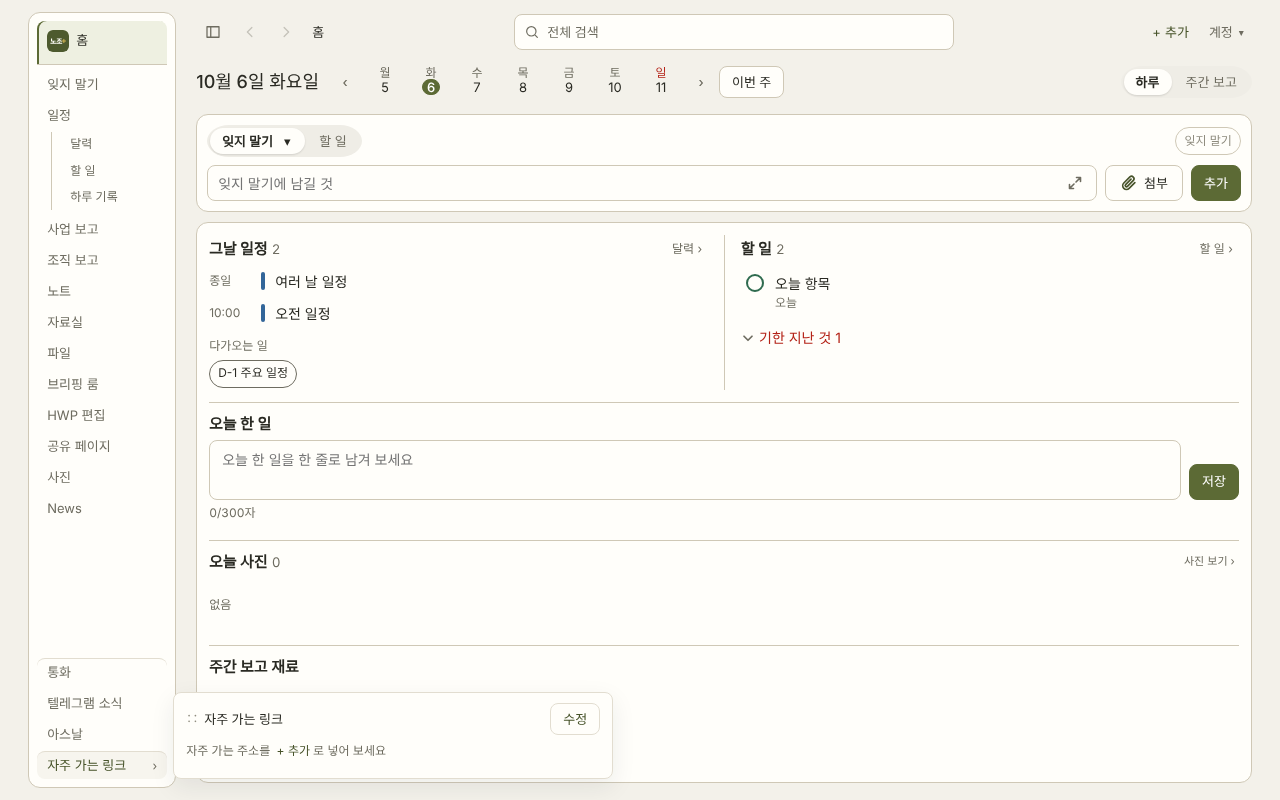 노조+ 홈
잊지 말기
일정
달력
할 일
하루 기록
사업 보고
조직 보고
노트
자료실
파일
브리핑 룸
HWP 편집
공유 페이지
사진
News
통화
텔레그램 소식
아스날
자주 가는 링크 ›
홈
전체 검색
+ 추가 계정 ▾
10월 6일 화요일 ‹ 월 5 화 6 수 7 목 8 금 9 토 10 일 11 › 이번 주
하루 주간 보고
잊지 말기 ▾ 할 일
잊지 말기
잊지 말기에 남길 것
첨부 추가
그날 일정 2 달력 ›
종일 여러 날 일정
10:00 오전 일정
다가오는 일
D-1 주요 일정
할 일 2 할 일 ›
오늘 항목
오늘
기한 지난 것 1
오늘 한 일
오늘 한 일을 한 줄로 남겨 보세요
저장
0/300자
오늘 사진 0 사진 보기 ›
없음
주간 보고 재료
자주 가는 링크 수정
자주 가는 주소를 + 추가 로 넣어 보세요